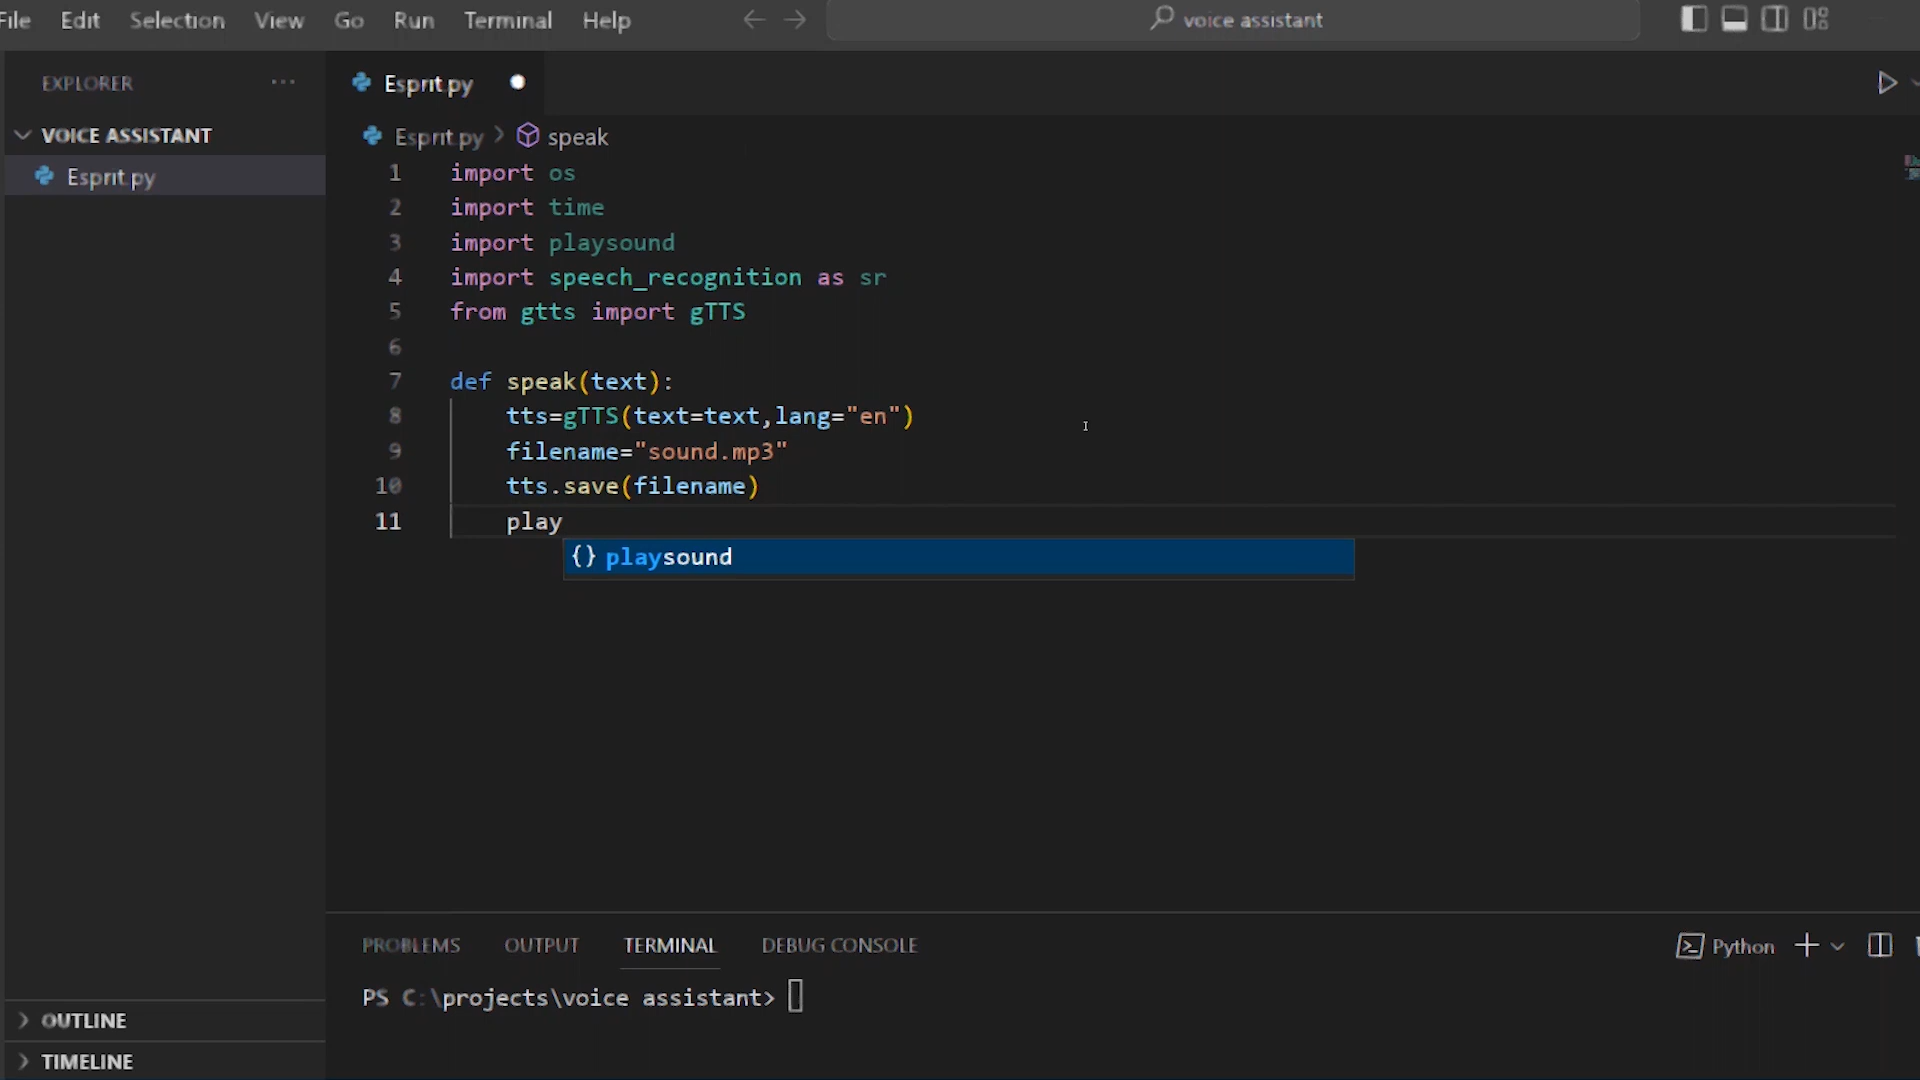 File Edit Selection View Go Run Terminal Help
voice assistant
EXPLORER
VOICE ASSISTANT
Esprit.py
OUTLINE
TIMELINE
Esprit.py
Esprit.py > speak
1 import os
2 import time
3 import playsound
4 import speech_recognition as sr
5 from gtts import gTTS
6
7 def speak(text):
8 tts=gTTS(text=text,lang="en")
9 filename="sound.mp3"
10 tts.save(filename)
11 play
{} playsound
PROBLEMS OUTPUT TERMINAL DEBUG CONSOLE
Python
PS C:\projects\voice assistant>